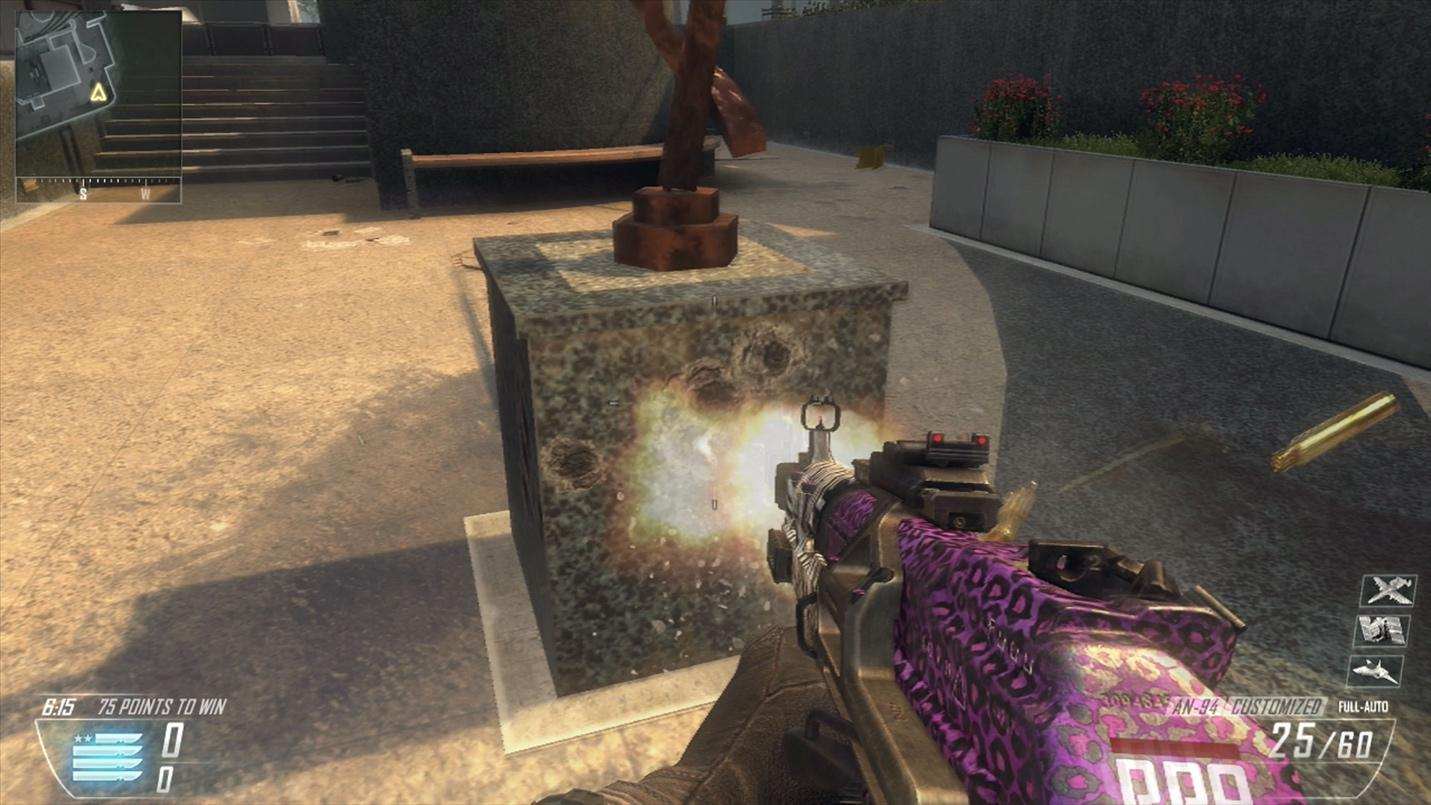 S W
6:15 75 POINTS TO WIN
0
0
AN-94 CUSTOMIZED FULL-AUTO
25/60